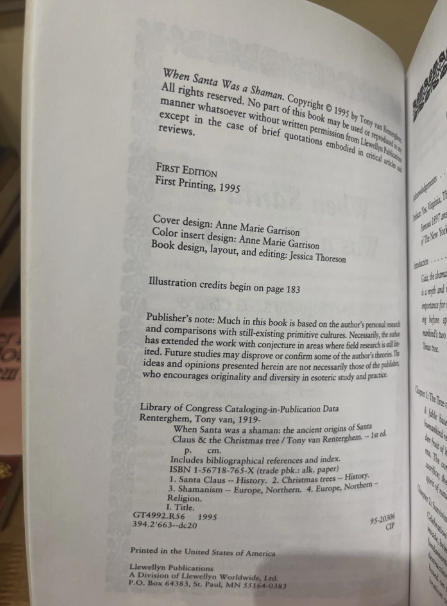 When Santa Was a Shaman. Copyright © 1995 by Tony van Renterghem.
All rights reserved. No part of this book may be used or reproduced in any
manner whatsoever without written permission from Llewellyn Publications
except in the case of brief quotations embodied in critical articles and
reviews.
FIRST EDITION
First Printing, 1995
Cover design: Anne Marie Garrison
Color insert design: Anne Marie Garrison
Book design, layout, and editing: Jessica Thoreson
Illustration credits begin on page 183
Publisher's note: Much in this book is based on the author's personal research
and comparisons with still-existing primitive cultures. Necessarily, the author
has extended the work with conjecture in areas where field research is still lim-
ited. Future studies may disprove or confirm some of the author's theories. The
ideas and opinions presented herein are not necessarily those of the publisher,
who encourages originality and diversity in esoteric study and practice.
Library of Congress Cataloging-in-Publication Data
Renterghem, Tony van, 1919-
When Santa was a shaman: the ancient origins of Santa
Claus & the Christmas tree / Tony van Renterghem. -- 1st ed.
p. cm.
Includes bibliographical references and index.
ISBN 1-56718-765-X (trade pbk.: alk. paper)
1. Santa Claus -- History. 2. Christmas trees -- History.
3. Shamanism -- Europe, Northern. 4. Europe, Northern --
Religion.
I. Title.
GT4992.R56 1995
394.2'663--dc20 95-20306
CIP
Printed in the United States of America
Llewellyn Publications
A Division of Llewellyn Worldwide, Ltd.
P.O. Box 64383, St. Paul, MN 55164-0383
Acknowledgements
Introduction